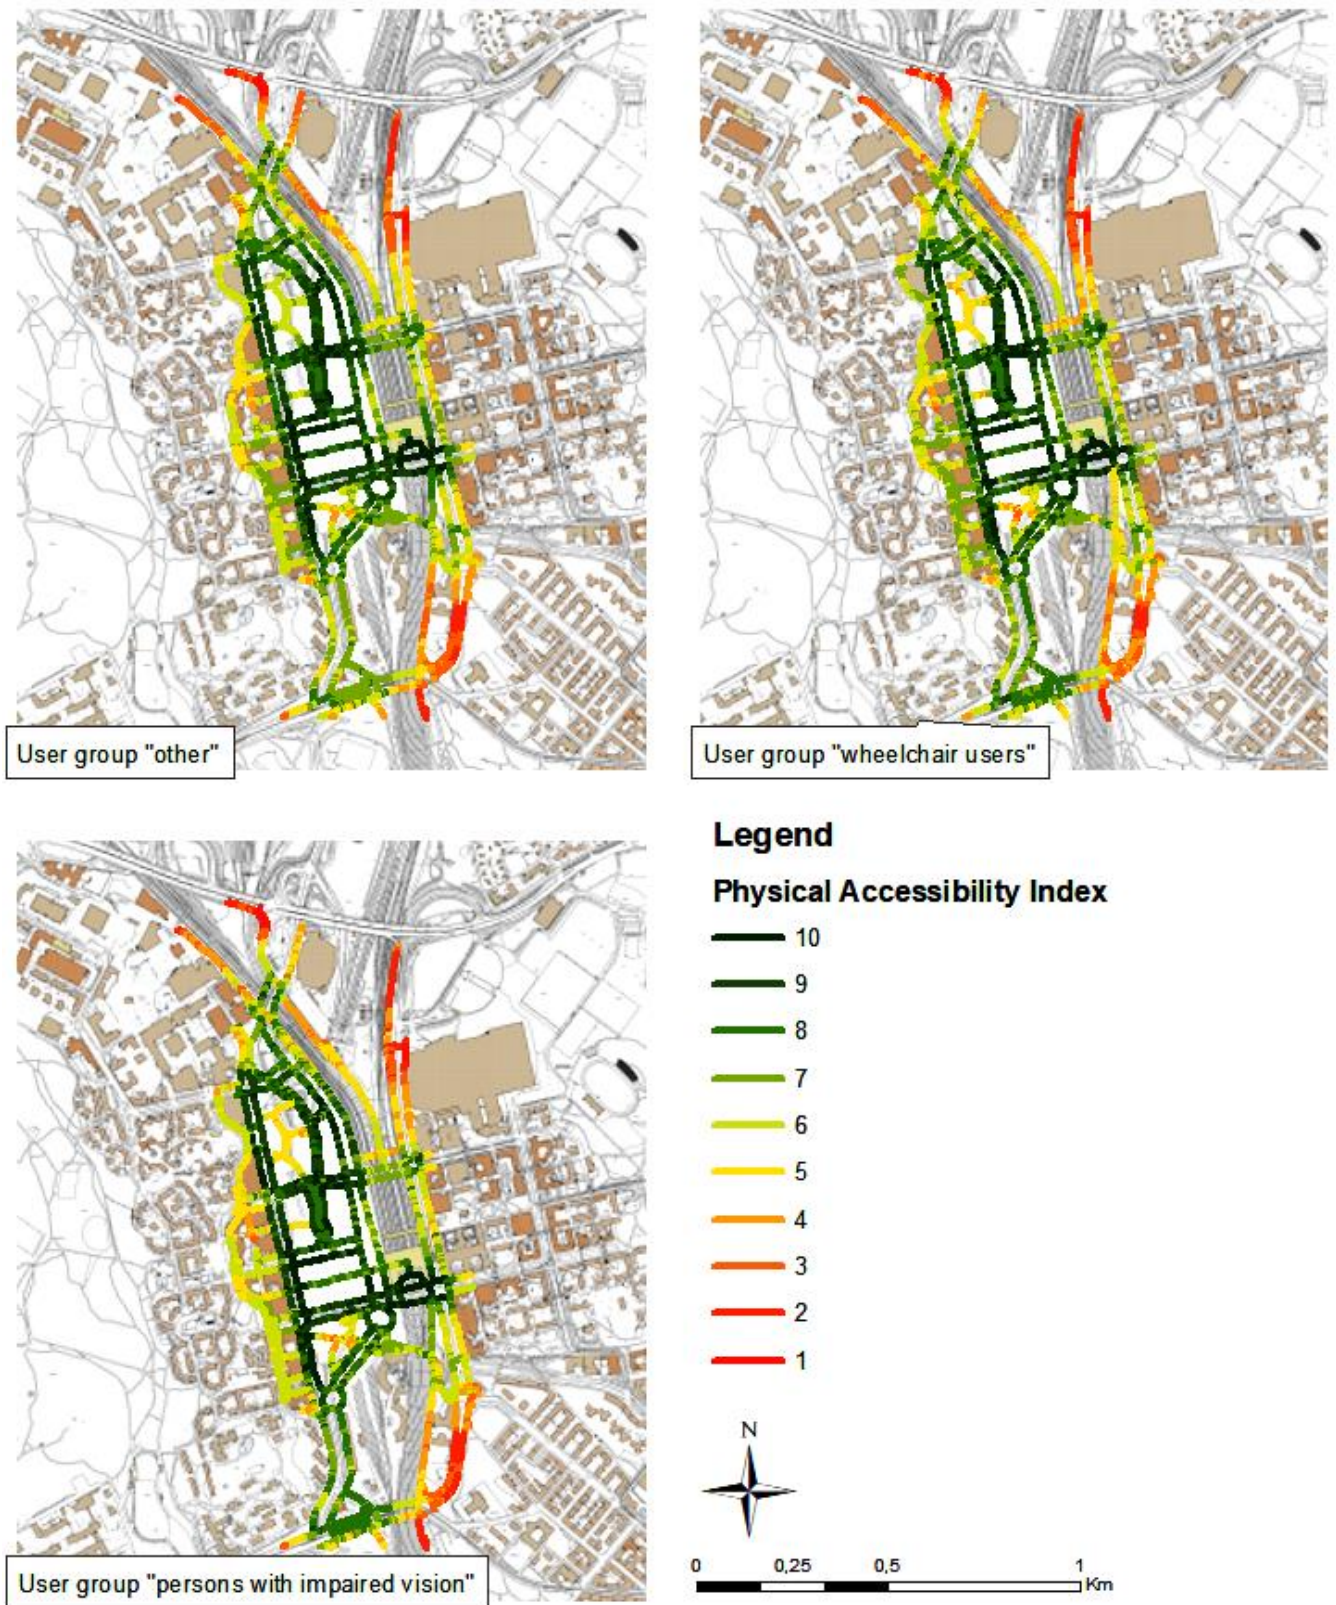 User group "other"
User group "wheelchair users"
User group "persons with impaired vision"
Legend
Physical Accessibility Index
10
9
8
7
6
5
4
3
2
1
N
0 0,25 0,5 1
Km